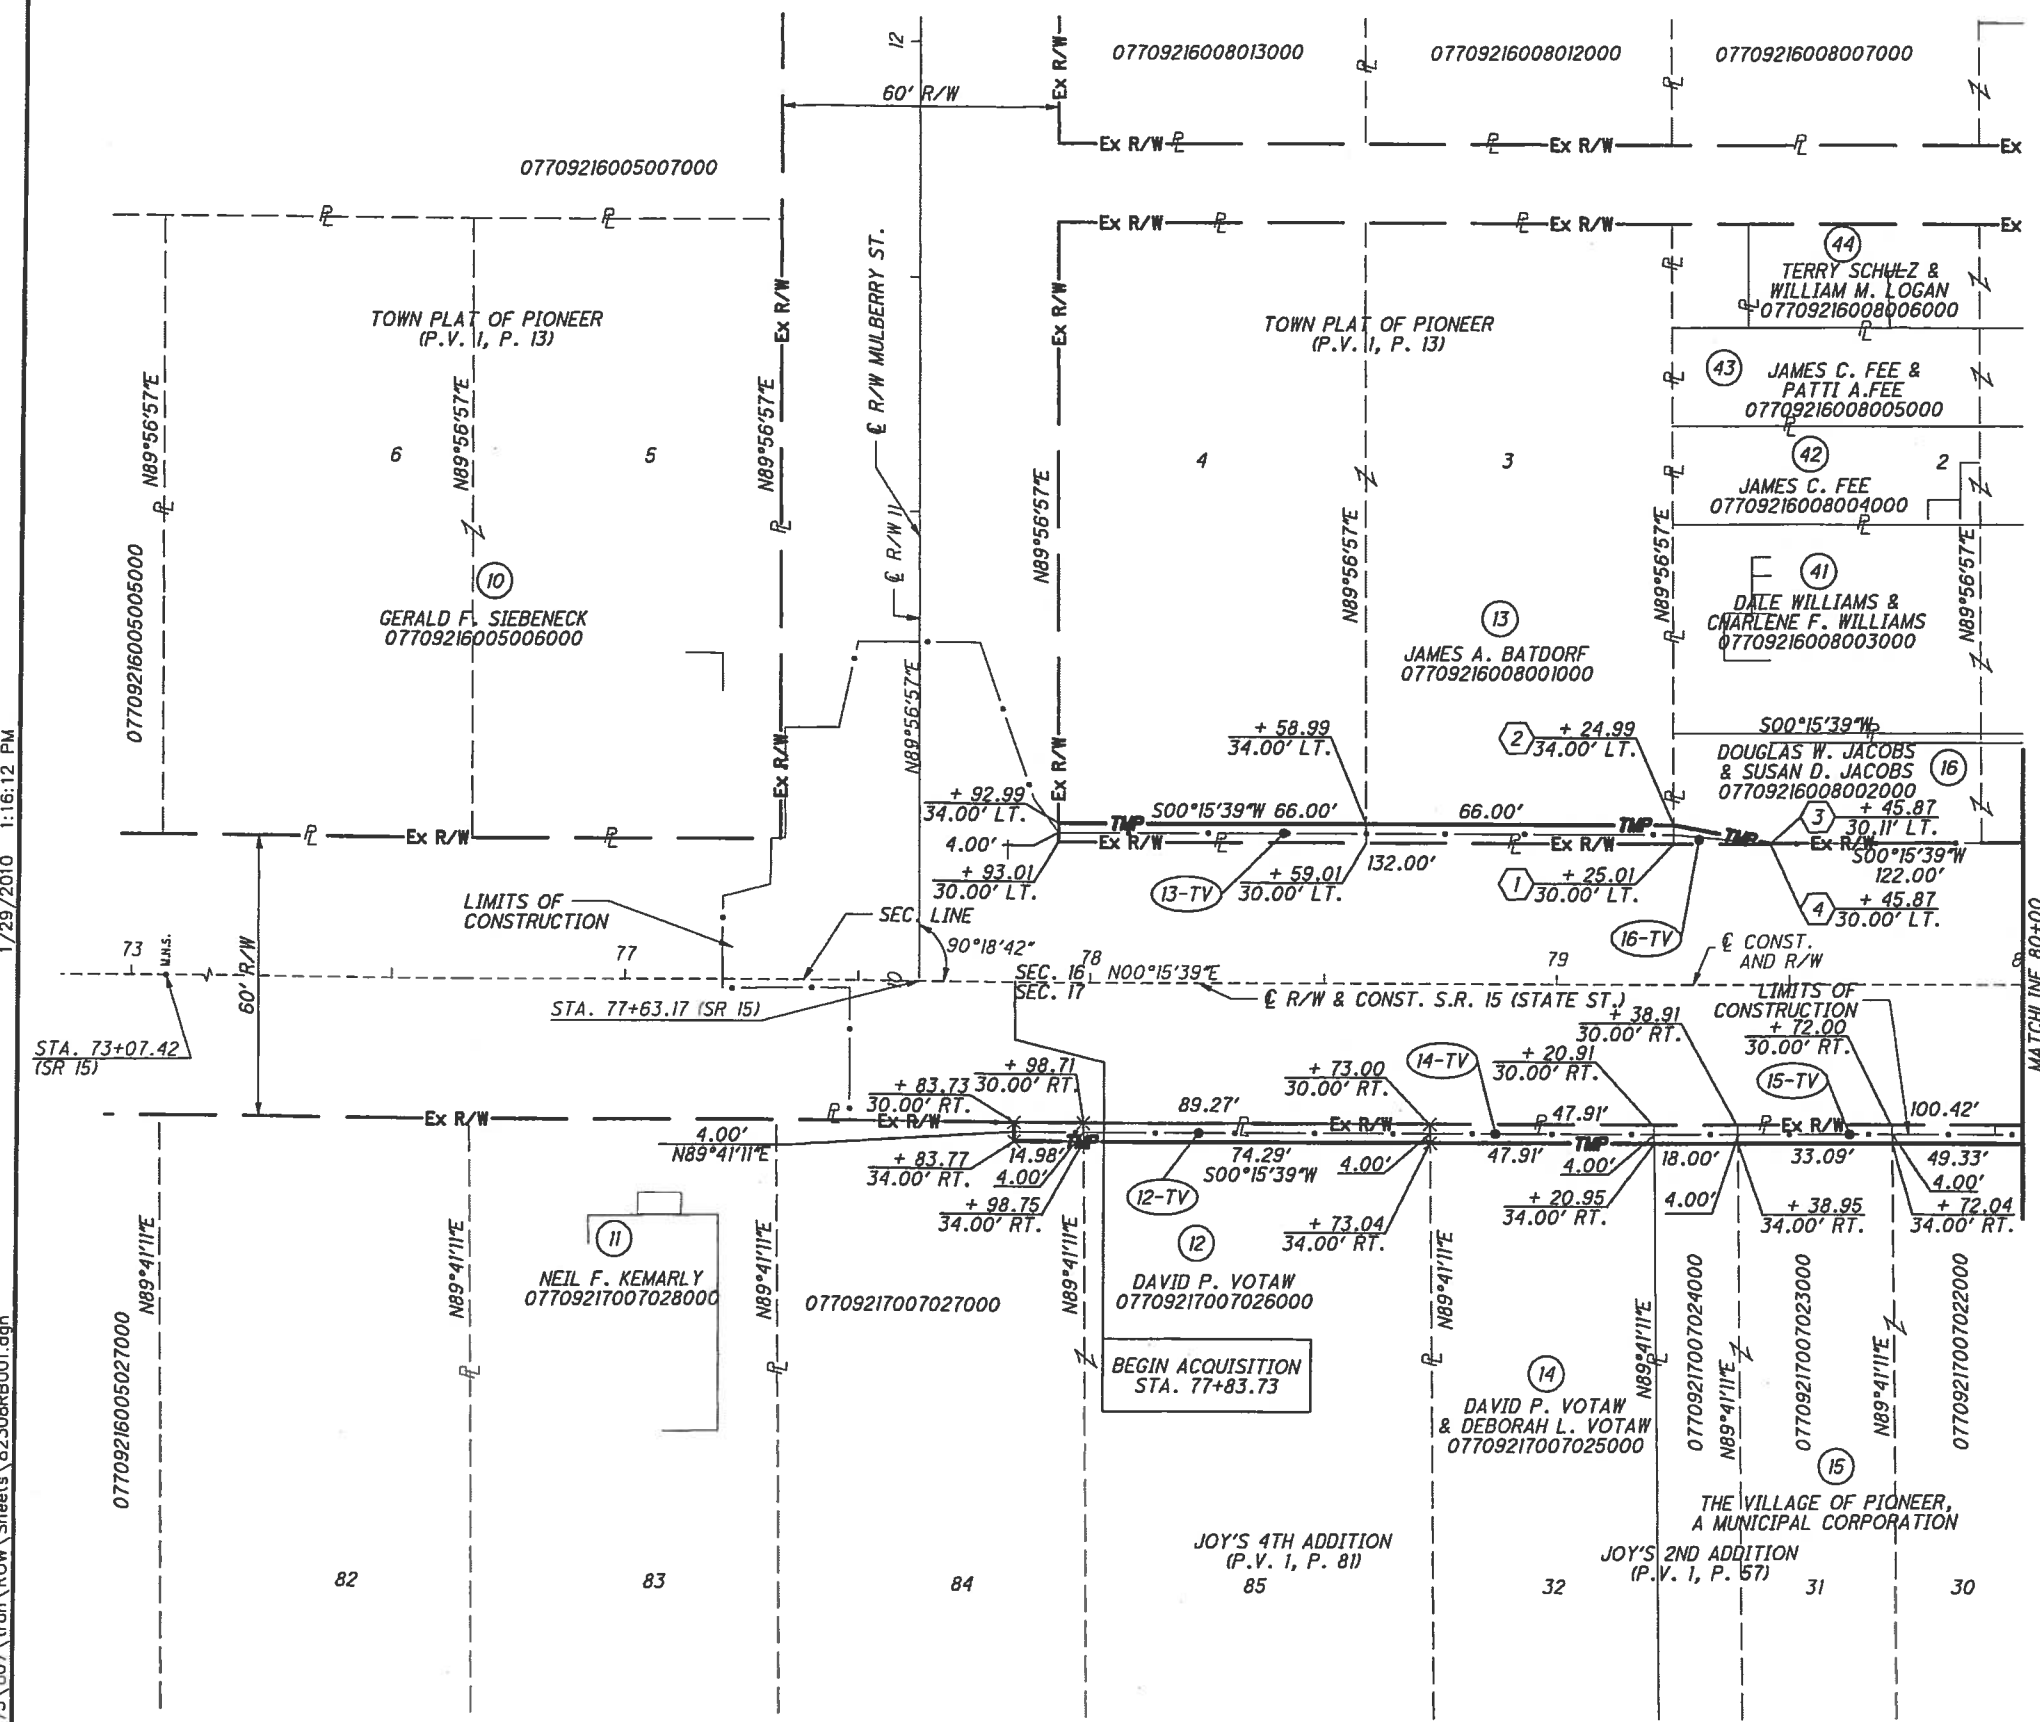 12
60' R/W
Ex R/W
07709216008013000
07709216008012000
07709216008007000
Ex R/W
Ex R/W
Ex
07709216005007000
Ex R/W
Ex R/W
Ex
44
TERRY SCHULZ &
WILLIAM M. LOGAN
07709216008006000
TOWN PLAT OF PIONEER
(P.V. 1, P. 13)
Ex R/W
℄ R/W MULBERRY ST.
Ex R/W
TOWN PLAT OF PIONEER
(P.V. 1, P. 13)
43
JAMES C. FEE &
PATTI A.FEE
07709216008005000
N89°56'57"E
N89°56'57"E
N89°56'57"E
6
5
4
3
42
2
JAMES C. FEE
07709216008004000
℄ R/W 11
N89°56'57"E
N89°56'57"E
N89°56'57"E
N89°56'57"E
41
DALE WILLIAMS &
CHARLENE F. WILLIAMS
07709216008003000
07709216005005000
10
GERALD F. SIEBENECK
07709216005006000
13
JAMES A. BATDORF
07709216008001000
N89°56'57"E
Ex R/W
Ex R/W
+ 58.99
34.00' LT.
2
+ 24.99
34.00' LT.
S00°15'39"W
DOUGLAS W. JACOBS
& SUSAN D. JACOBS
07709216008002000
16
+ 92.99
34.00' LT.
TMP
S00°15'39"W 66.00'
66.00'
TMP
TMP
3
+ 45.87
30.11' LT.
Ex R/W
4.00'
Ex R/W
Ex R/W
Ex R/W
S00°15'39"W
122.00'
+ 93.01
30.00' LT.
13-TV
+ 59.01
30.00' LT.
132.00'
1
+ 25.01
30.00' LT.
4
+ 45.87
30.00' LT.
16-TV
LIMITS OF
CONSTRUCTION
SEC. LINE
90°18'42"
℄ CONST.
AND R/W
MATCHLINE 80+00
73
M.N.S.
60' R/W
77
10
SEC. 16
SEC. 17
78
N00°15'39"E
79
8
STA. 77+63.17 (SR 15)
℄ R/W & CONST. S.R. 15 (STATE ST.)
LIMITS OF
CONSTRUCTION
STA. 73+07.42
(SR 15)
+ 38.91
30.00' RT.
+ 72.00
30.00' RT.
+ 98.71
30.00' RT.
+ 73.00
30.00' RT.
14-TV
+ 20.91
30.00' RT.
15-TV
+ 83.73
30.00' RT.
89.27'
47.91'
100.42'
Ex R/W
Ex R/W
Ex R/W
Ex R/W
4.00'
N89°41'11"E
TMP
TMP
+ 83.77
34.00' RT.
14.98'
4.00'
74.29'
S00°15'39"W
4.00'
47.91'
4.00'
18.00'
33.09'
49.33'
4.00'
+ 98.75
34.00' RT.
12-TV
+ 73.04
34.00' RT.
+ 20.95
34.00' RT.
4.00'
+ 38.95
34.00' RT.
+ 72.04
34.00' RT.
N89°41'11"E
N89°41'11"E
N89°41'11"E
N89°41'11"E
N89°41'11"E
11
NEIL F. KEMARLY
07709217007028000
07709217007027000
12
DAVID P. VOTAW
07709217007026000
07709216005027000
BEGIN ACQUISITION
STA. 77+83.73
14
DAVID P. VOTAW
& DEBORAH L. VOTAW
07709217007025000
N89°41'11"E
07709217007024000
N89°41'11"E
07709217007023000
N89°41'11"E
07709217007022000
15
THE VILLAGE OF PIONEER,
A MUNICIPAL CORPORATION
JOY'S 4TH ADDITION
(P.V. 1, P. 81)
JOY'S 2ND ADDITION
(P.V. 1, P. 57)
82
83
84
85
32
31
30
1/29/2010 1:16:12 PM